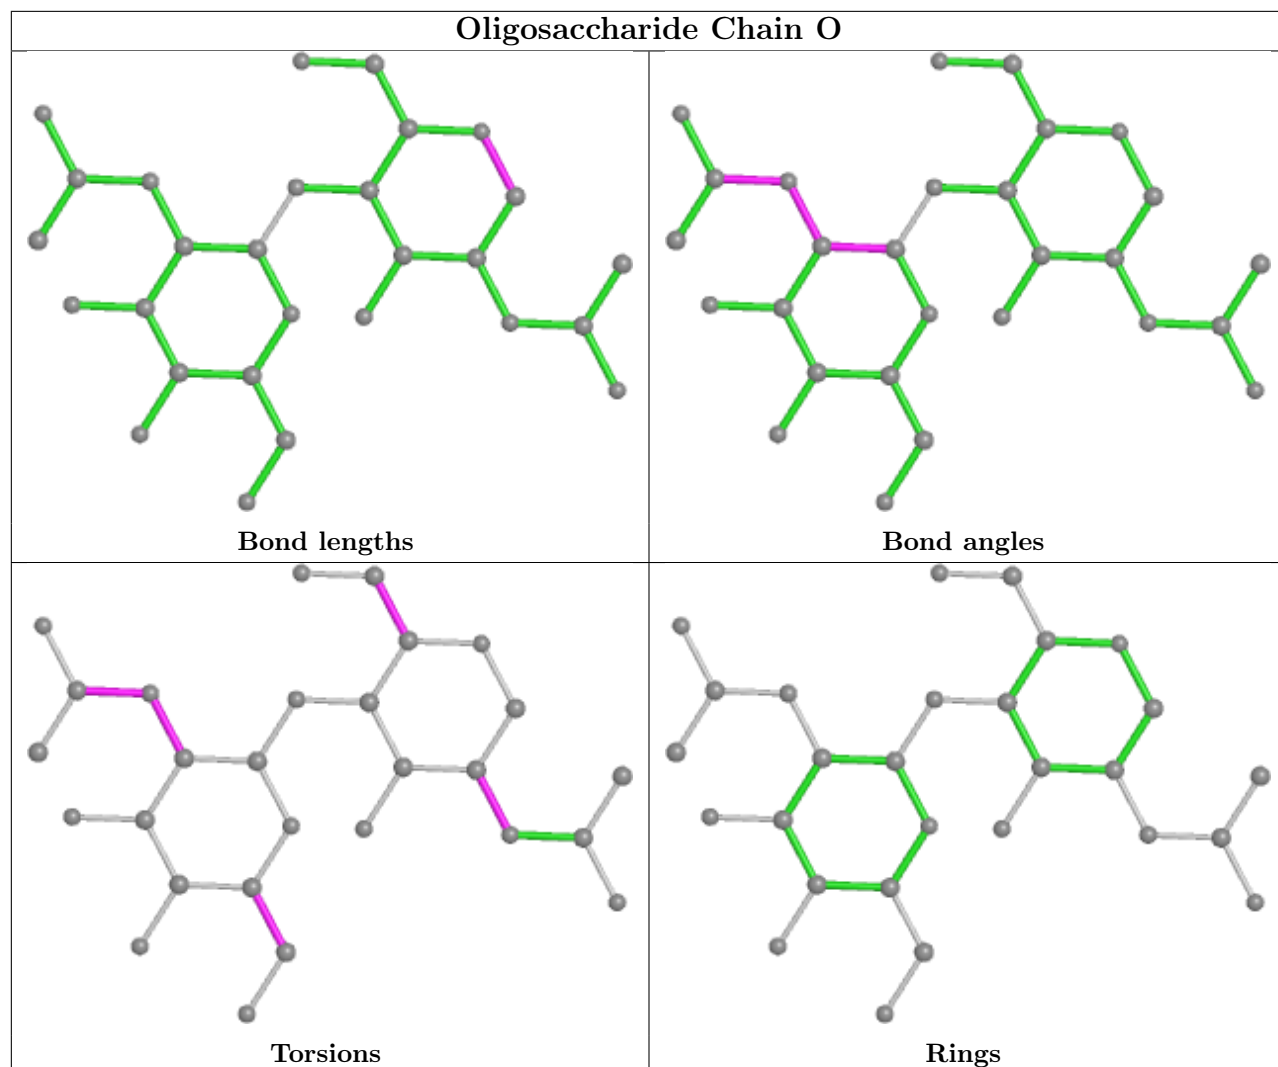 Oligosaccharide Chain O
Bond lengths
Bond angles
Torsions
Rings